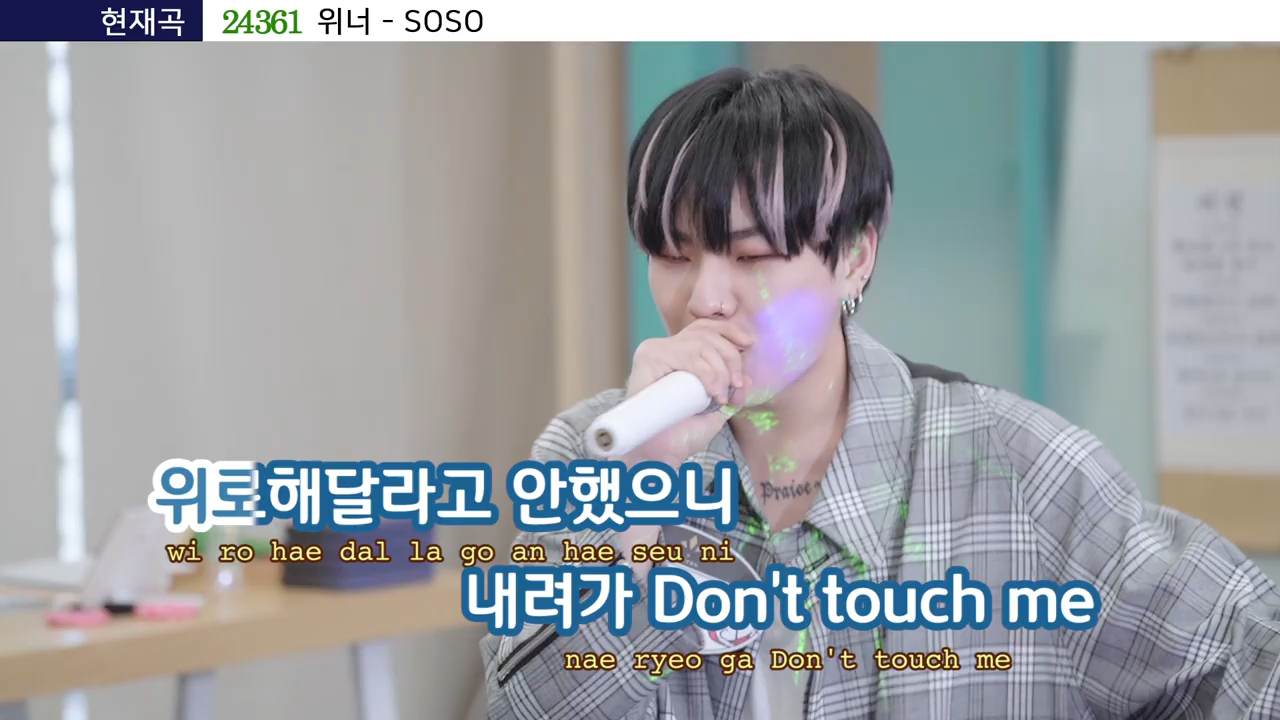 현재곡 24361 위너 - SOSO
Praise
위로해달라고 안했으니
wi ro hae dal la go an hae seu ni
내려가 Don't touch me
nae ryeo ga Don't touch me